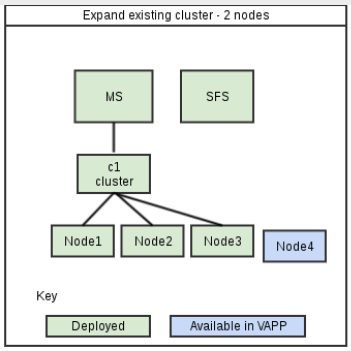 Expand existing cluster - 2 nodes
MS
SFS
c1
cluster
Node1
Node2
Node3
Node4
Key
Deployed
Available in VAPP